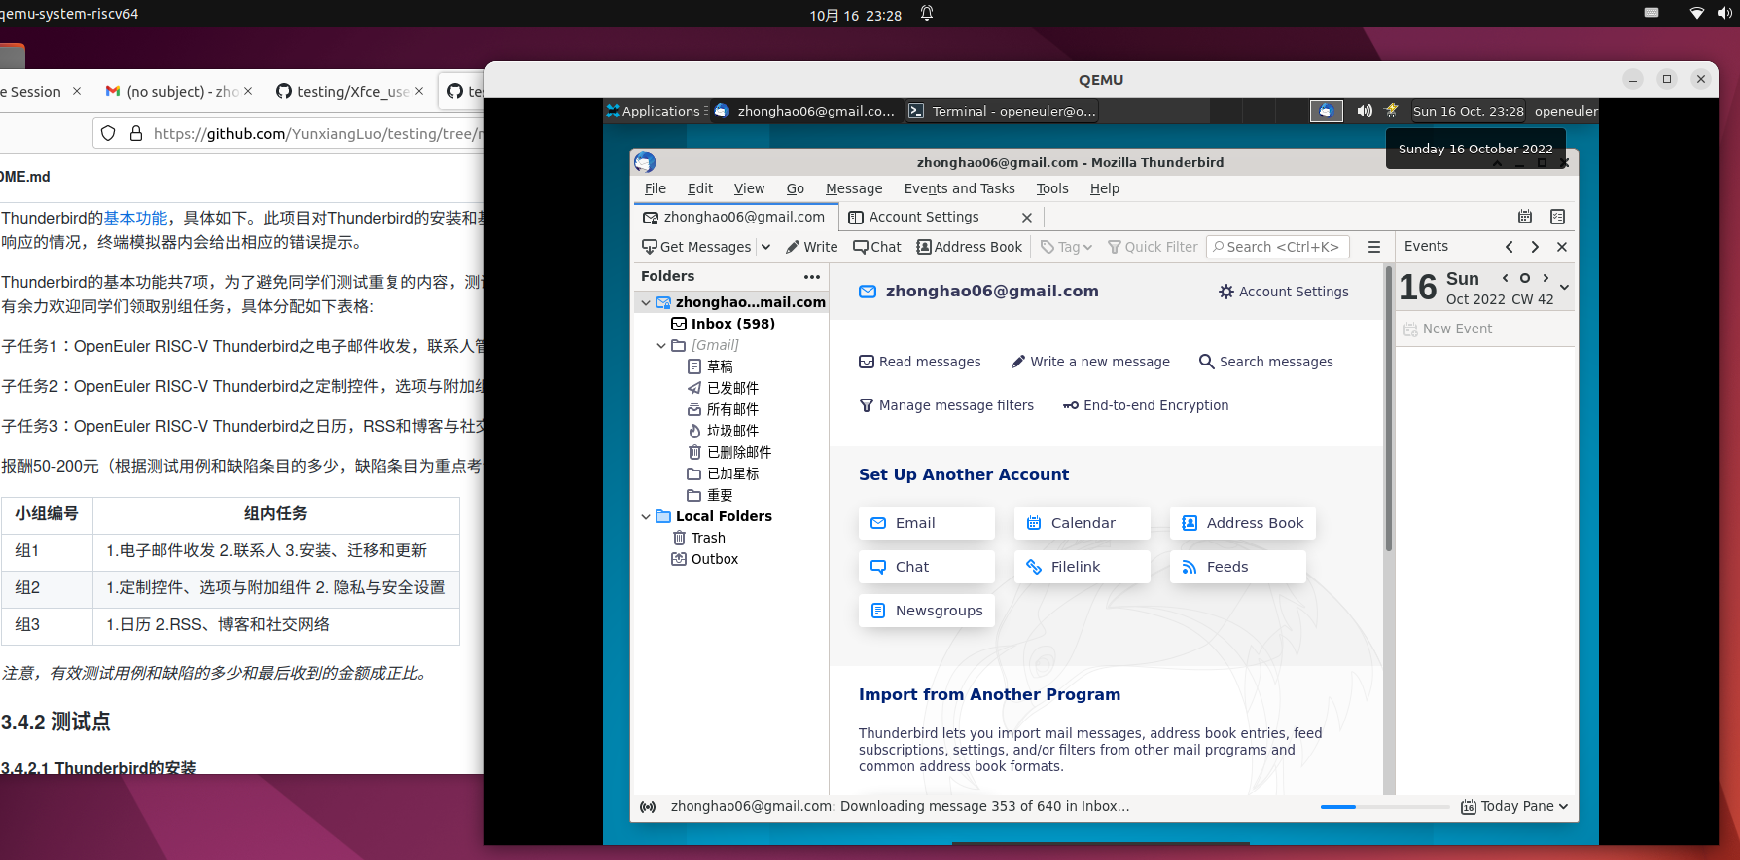 qemu-system-riscv64
10月 16 23:28
e Session
(no subject) - zho
testing/Xfce_use
te
https://github.com/YunxiangLuo/testing/tree/
OME.md
Thunderbird的基本功能，具体如下。此项目对Thunderbird的安装和基
响应的情况，终端模拟器内会给出相应的错误提示。
Thunderbird的基本功能共7项，为了避免同学们测试重复的内容，测试
有余力欢迎同学们领取别组任务，具体分配如下表格:
子任务1：OpenEuler RISC-V Thunderbird之电子邮件收发，联系人管
子任务2：OpenEuler RISC-V Thunderbird之定制控件，选项与附加组
子任务3：OpenEuler RISC-V Thunderbird之日历，RSS和博客与社交
报酬50-200元（根据测试用例和缺陷条目的多少，缺陷条目为重点考
小组编号 组内任务
组1 1.电子邮件收发 2.联系人 3.安装、迁移和更新
组2 1.定制控件、选项与附加组件 2. 隐私与安全设置
组3 1.日历 2.RSS、博客和社交网络
注意，有效测试用例和缺陷的多少和最后收到的金额成正比。
3.4.2 测试点
3.4.2.1 Thunderbird的安装
QEMU
Applications
zhonghao06@gmail.co...
Terminal - openeuler@o...
Sun 16 Oct. 23:28
openeuler
Sunday 16 October 2022
zhonghao06@gmail.com - Mozilla Thunderbird
File Edit View Go Message Events and Tasks Tools Help
zhonghao06@gmail.com
Account Settings
Get Messages Write Chat Address Book Tag Quick Filter Search <Ctrl+K>
Folders
zhonghao...mail.com
Inbox (598)
[Gmail]
草稿
已发邮件
所有邮件
垃圾邮件
已删除邮件
已加星标
重要
Local Folders
Trash
Outbox
zhonghao06@gmail.com
Account Settings
Read messages
Write a new message
Search messages
Manage message filters
End-to-end Encryption
Set Up Another Account
Email
Calendar
Address Book
Chat
Filelink
Feeds
Newsgroups
Import from Another Program
Thunderbird lets you import mail messages, address book entries, feed
subscriptions, settings, and/or filters from other mail programs and
common address book formats.
Events
16 Sun
Oct 2022 CW 42
New Event
zhonghao06@gmail.com: Downloading message 353 of 640 in Inbox...
16 Today Pane